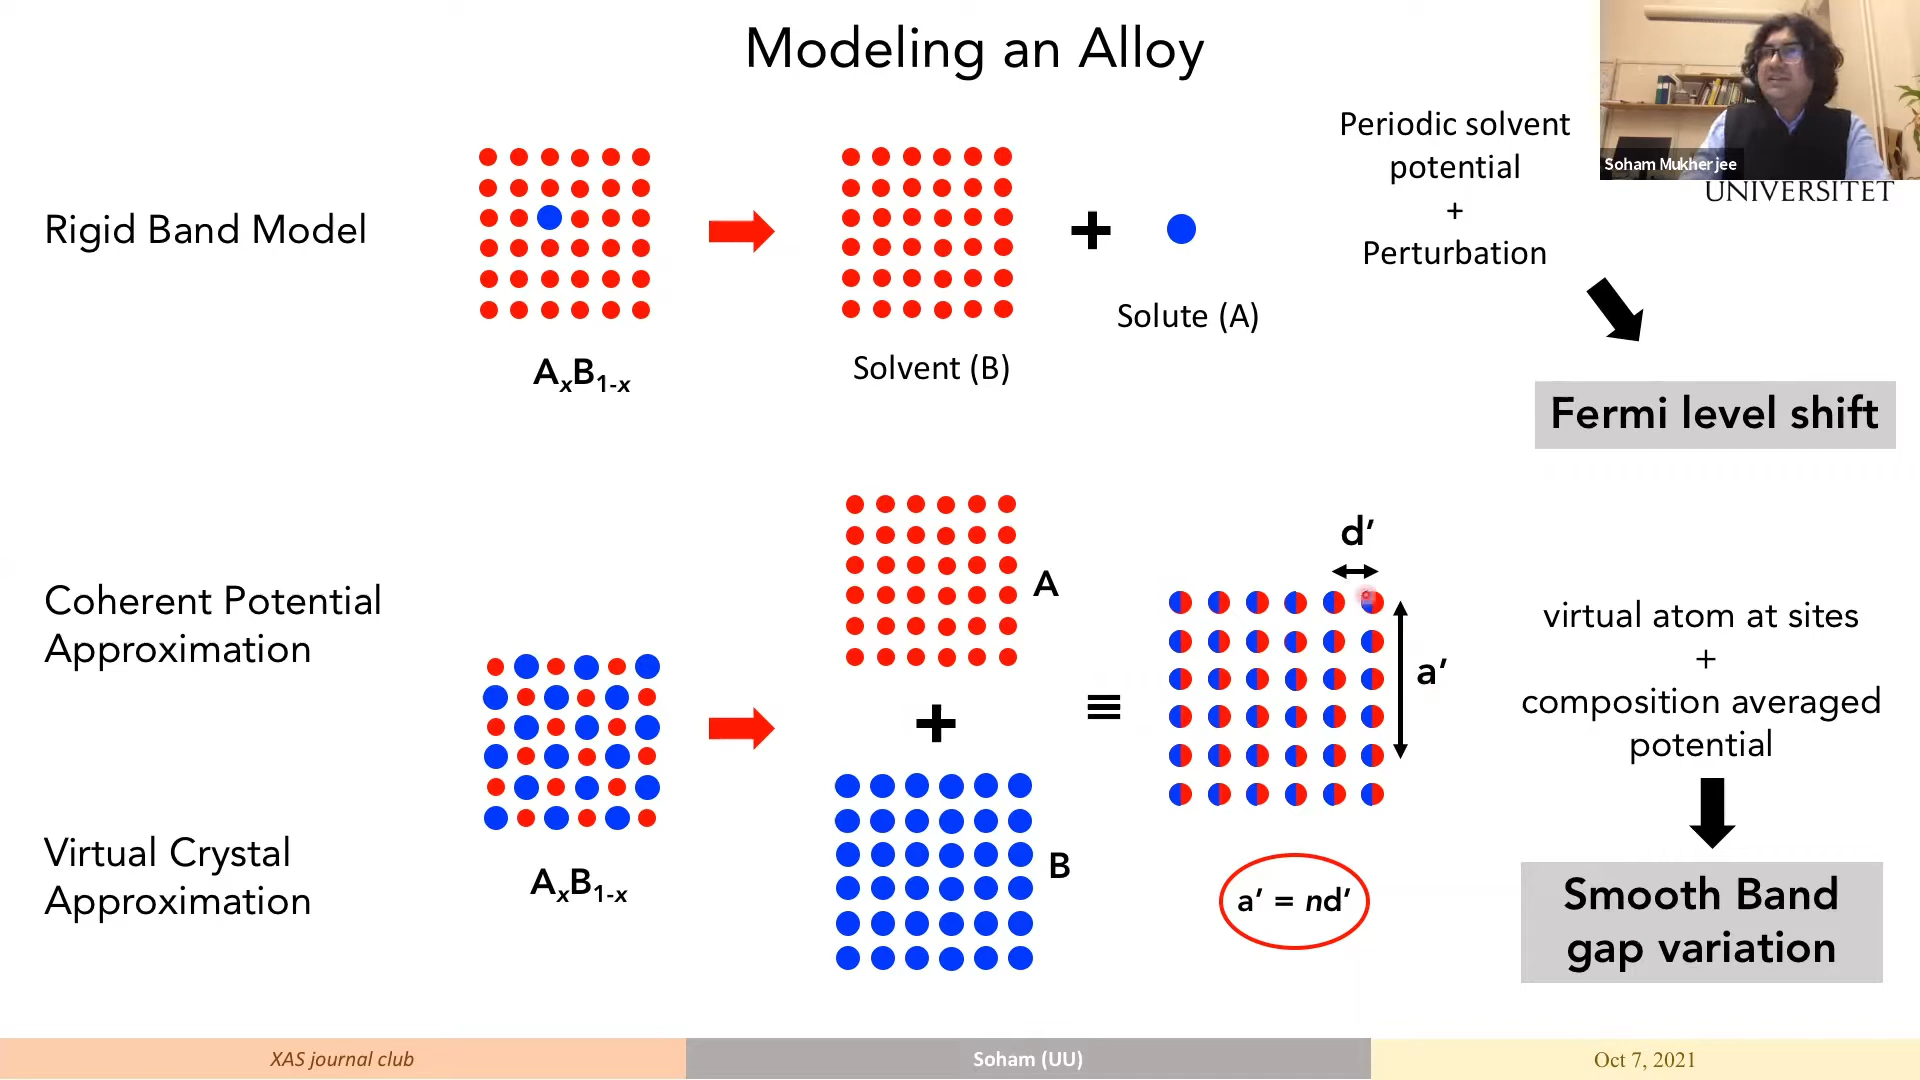 Modeling an Alloy
Soham Mukherjee
UNIVERSITET
Rigid Band Model
AₓB₁₋ₓ
Solvent (B)
+
Solute (A)
Periodic solvent
potential
+
Perturbation
Fermi level shift
Coherent Potential
Approximation
Virtual Crystal
Approximation
AₓB₁₋ₓ
A
+
B
≡
d′
a′
a′ = nd′
virtual atom at sites
+
composition averaged
potential
Smooth Band
gap variation
XAS journal club
Soham (UU)
Oct 7, 2021